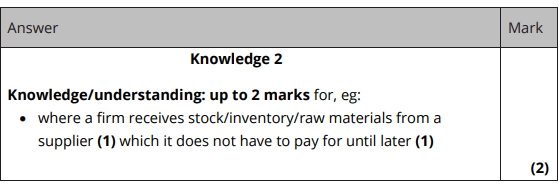 Answer Mark
Knowledge 2
Knowledge/understanding: up to 2 marks for, eg:
• where a firm receives stock/inventory/raw materials from a
supplier (1) which it does not have to pay for until later (1)
(2)